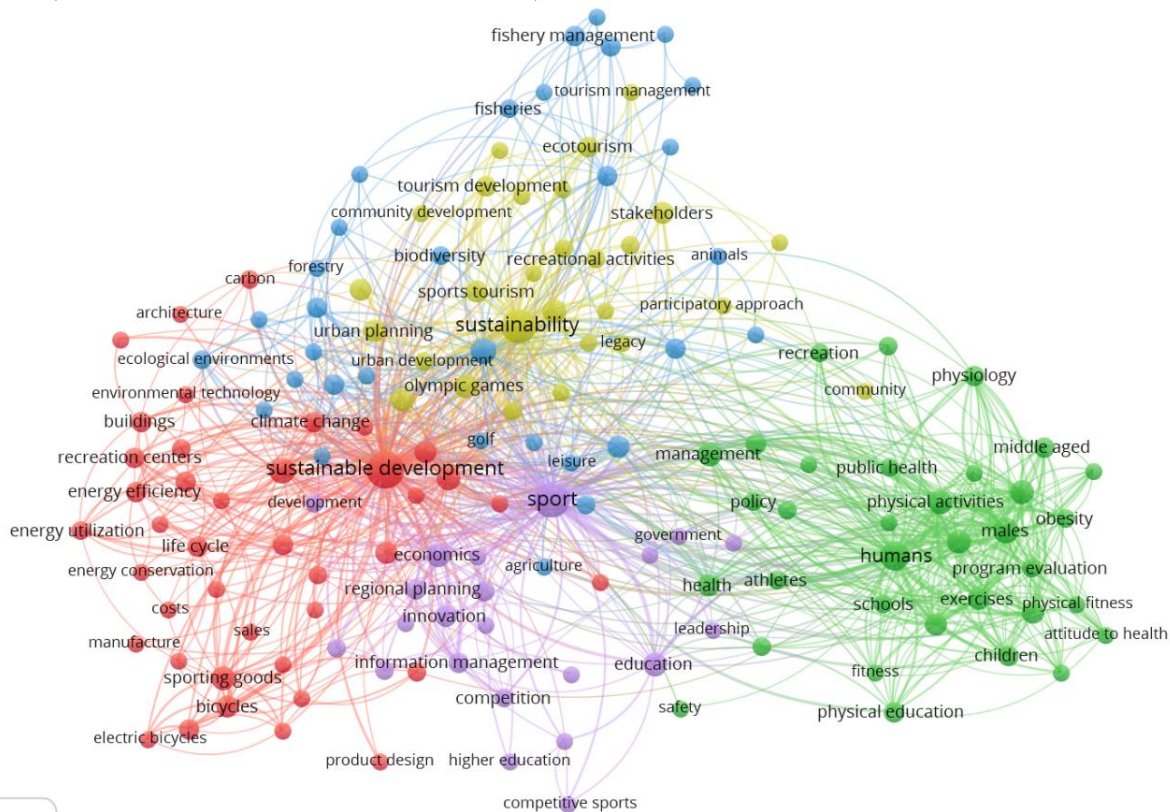 fishery management
tourism management
fisheries
ecotourism
tourism development
community development
stakeholders
biodiversity
recreational activities
animals
forestry
carbon
sports tourism
participatory approach
architecture
sustainability
urban planning
legacy
recreation
ecological environments
urban development
physiology
olympic games
community
environmental technology
buildings
climate change
golf
management
middle aged
recreation centers
sustainable development
leisure
public health
energy efficiency
development
sport
policy
physical activities
obesity
energy utilization
males
government
life cycle
economics
humans
agriculture
energy conservation
program evaluation
regional planning
health
athletes
costs
innovation
schools
exercises
physical fitness
sales
leadership
attitude to health
manufacture
information management
education
children
sporting goods
fitness
competition
bicycles
safety
physical education
electric bicycles
product design
higher education
competitive sports